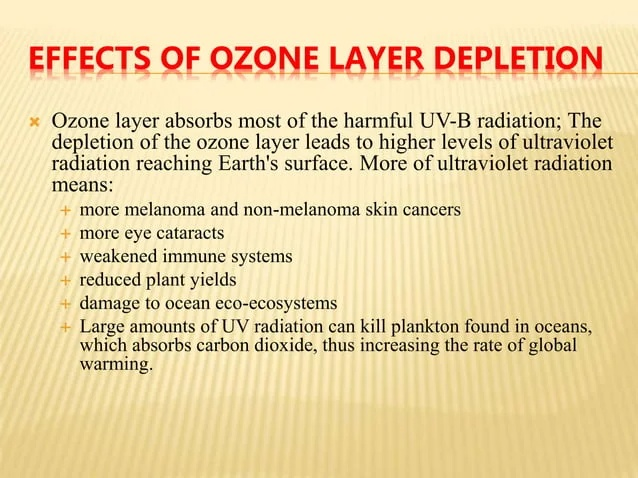 EFFECTS OF OZONE LAYER DEPLETION
Ozone layer absorbs most of the harmful UV-B radiation; The
depletion of the ozone layer leads to higher levels of ultraviolet
radiation reaching Earth's surface. More of ultraviolet radiation
means:
more melanoma and non-melanoma skin cancers
more eye cataracts
weakened immune systems
reduced plant yields
damage to ocean eco-ecosystems
Large amounts of UV radiation can kill plankton found in oceans,
which absorbs carbon dioxide, thus increasing the rate of global
warming.